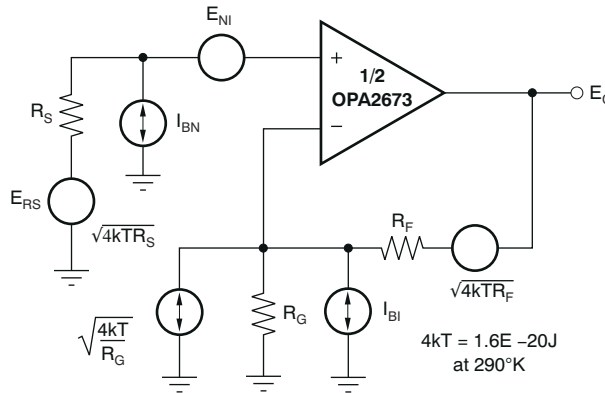 E_NI
+
1/2
OPA2673
−
E_O
R_S
I_BN
E_RS
√4kTR_S
R_F
√4kTR_F
√4kT/R_G
R_G
I_BI
4kT = 1.6E −20J
at 290°K